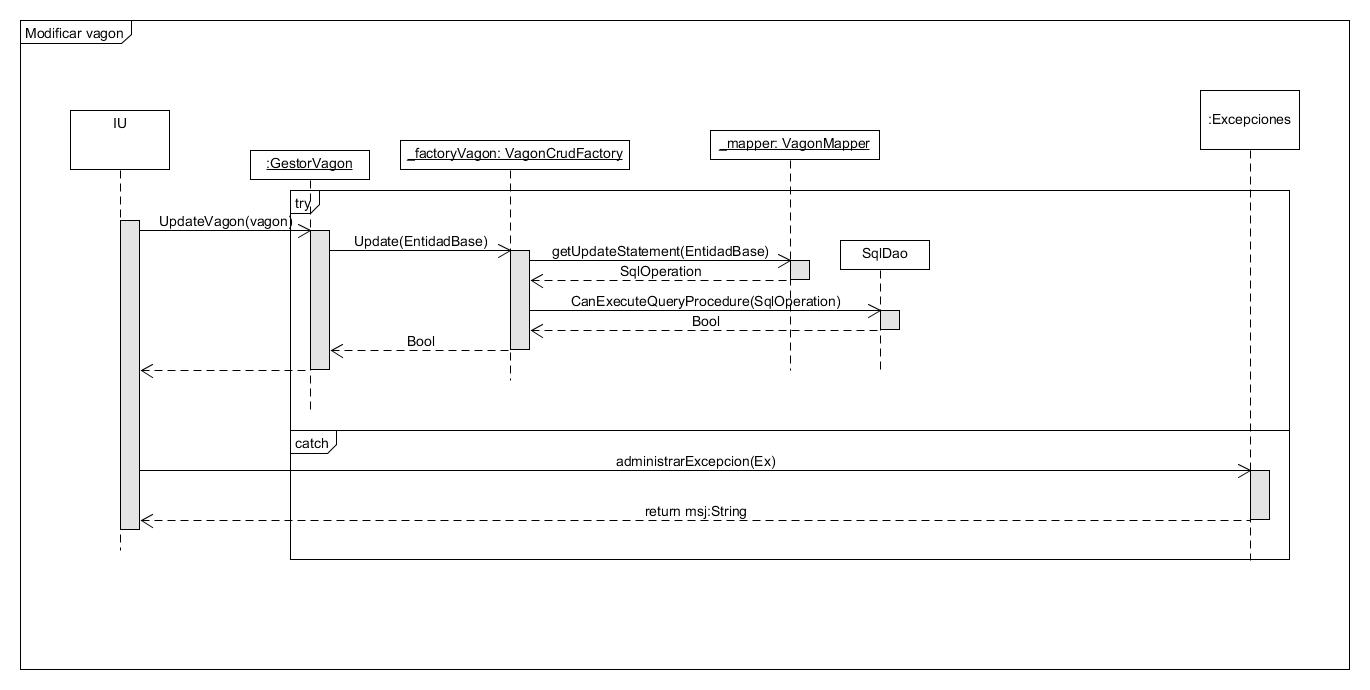 Modificar vagon
IU
:Excepciones
_mapper: VagonMapper
_factoryVagon: VagonCrudFactory
:GestorVagon
try
UpdateVagon(vagon)
Update(EntidadBase)
getUpdateStatement(EntidadBase)
SqlDao
SqlOperation
CanExecuteQueryProcedure(SqlOperation)
Bool
Bool
catch
administrarExcepcion(Ex)
return msj:String